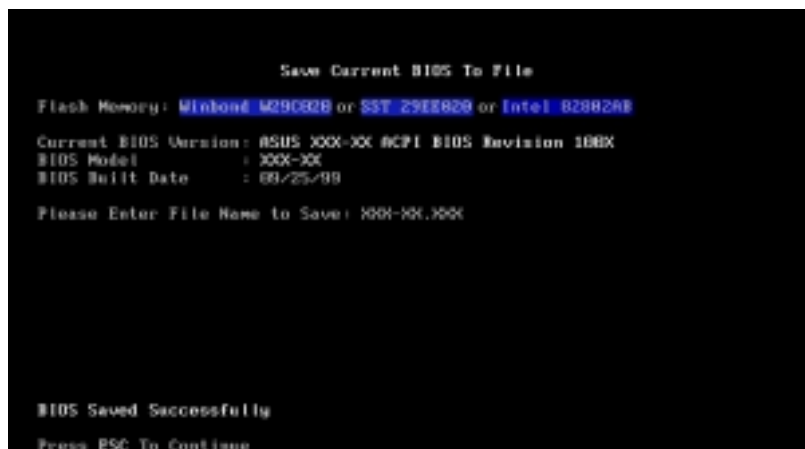 Save Current BIOS To File
Flash Memory: Winbond W29C020 or SST 29EE020 or Intel 82802AB
Current BIOS Version: ASUS XXX-XX ACPI BIOS Revision 100X
BIOS Model : XXX-XX
BIOS Built Date : 09/25/99
Please Enter File Name to Save: XXX-XX.XXX
BIOS Saved Successfully
Press ESC To Continue